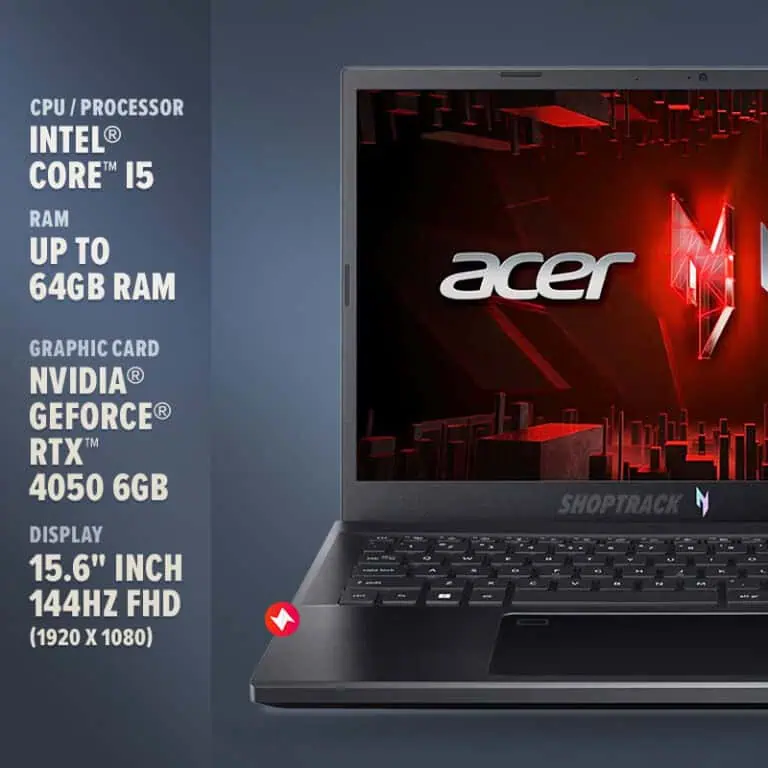 CPU / PROCESSOR
INTEL®
CORE™ I5
RAM
UP TO
64GB RAM
GRAPHIC CARD
NVIDIA®
GEFORCE®
RTX™
4050 6GB
DISPLAY
15.6" INCH
144HZ FHD
(1920 X 1080)
acer
SHOPTRACK